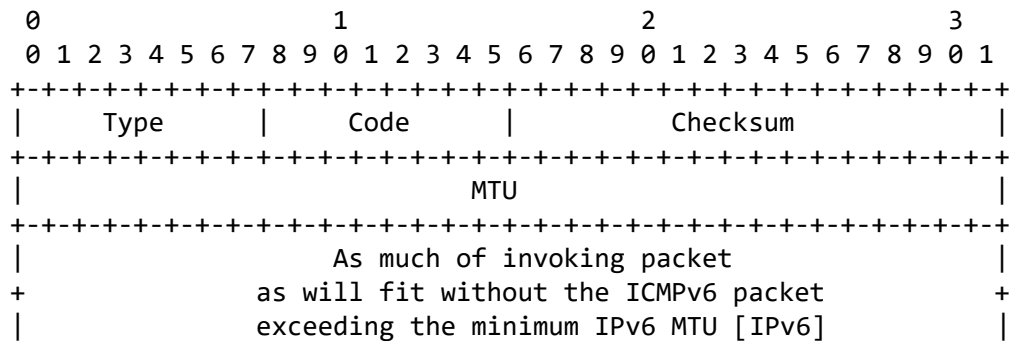 0                   1                   2                   3
 0 1 2 3 4 5 6 7 8 9 0 1 2 3 4 5 6 7 8 9 0 1 2 3 4 5 6 7 8 9 0 1
+-+-+-+-+-+-+-+-+-+-+-+-+-+-+-+-+-+-+-+-+-+-+-+-+-+-+-+-+-+-+-+-+
|     Type      |     Code      |          Checksum             |
+-+-+-+-+-+-+-+-+-+-+-+-+-+-+-+-+-+-+-+-+-+-+-+-+-+-+-+-+-+-+-+-+
|                             MTU                               |
+-+-+-+-+-+-+-+-+-+-+-+-+-+-+-+-+-+-+-+-+-+-+-+-+-+-+-+-+-+-+-+-+
|                    As much of invoking packet                 |
+               as will fit without the ICMPv6 packet           +
|               exceeding the minimum IPv6 MTU [IPv6]           |